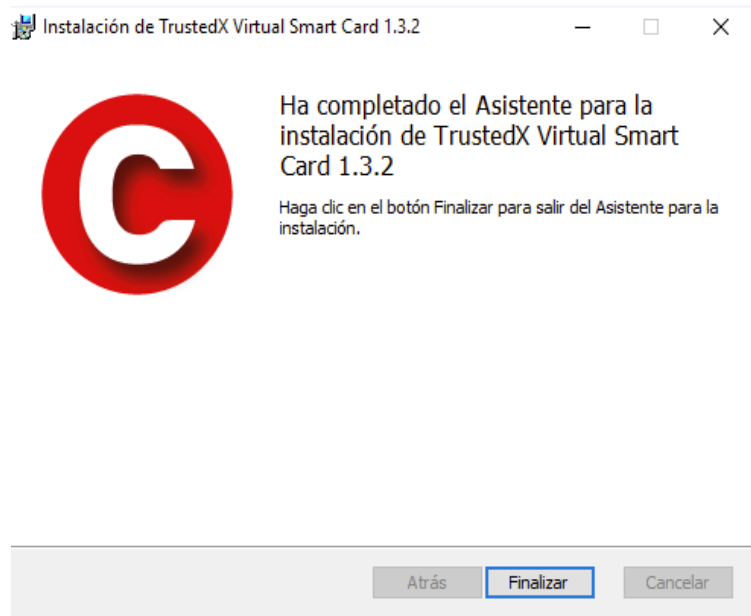 Instalación de TrustedX Virtual Smart Card 1.3.2
C
Ha completado el Asistente para la
instalación de TrustedX Virtual Smart
Card 1.3.2
Haga clic en el botón Finalizar para salir del Asistente para la
instalación.
Atrás Finalizar Cancelar